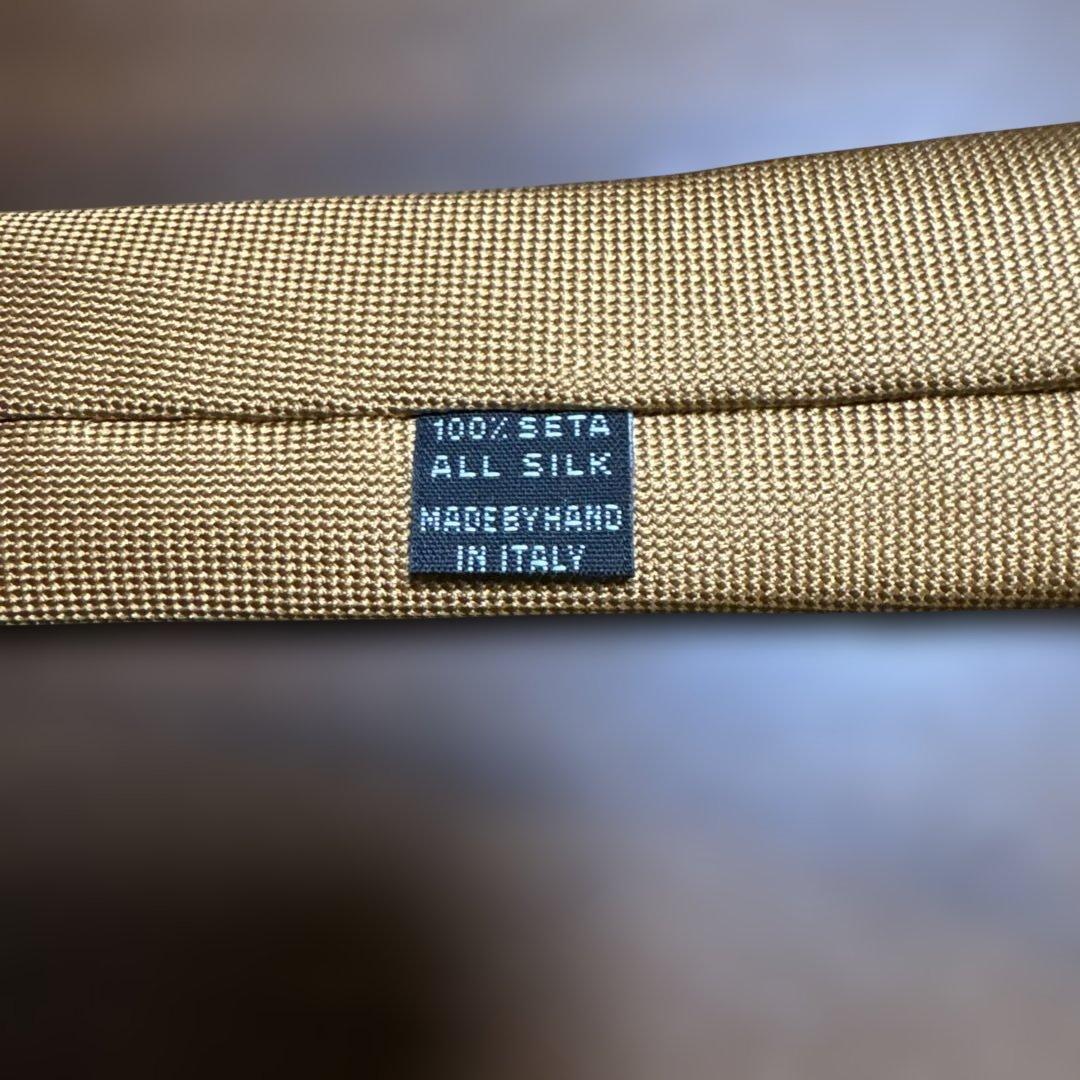 100% SETA
ALL SILK
MADE BY HAND
IN ITALY